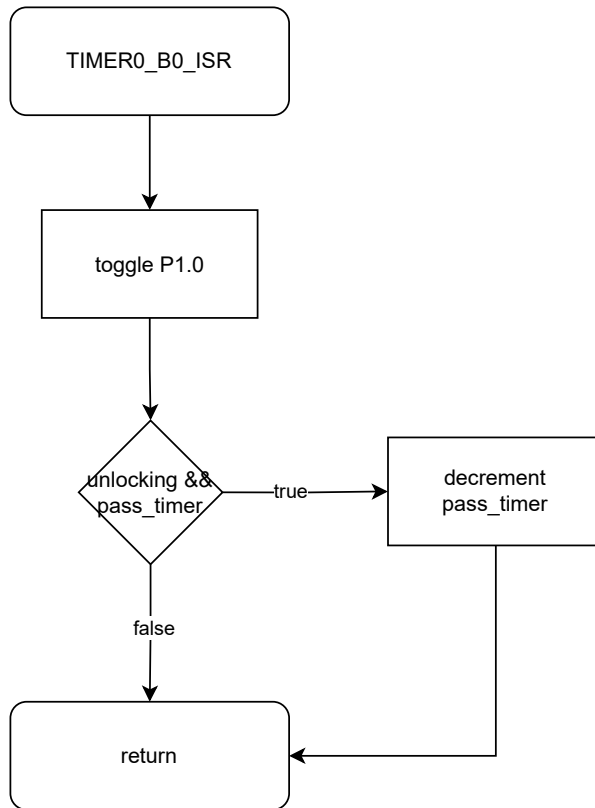 TIMER0_B0_ISR
toggle P1.0
unlocking &&
pass_timer
true
decrement
pass_timer
false
return